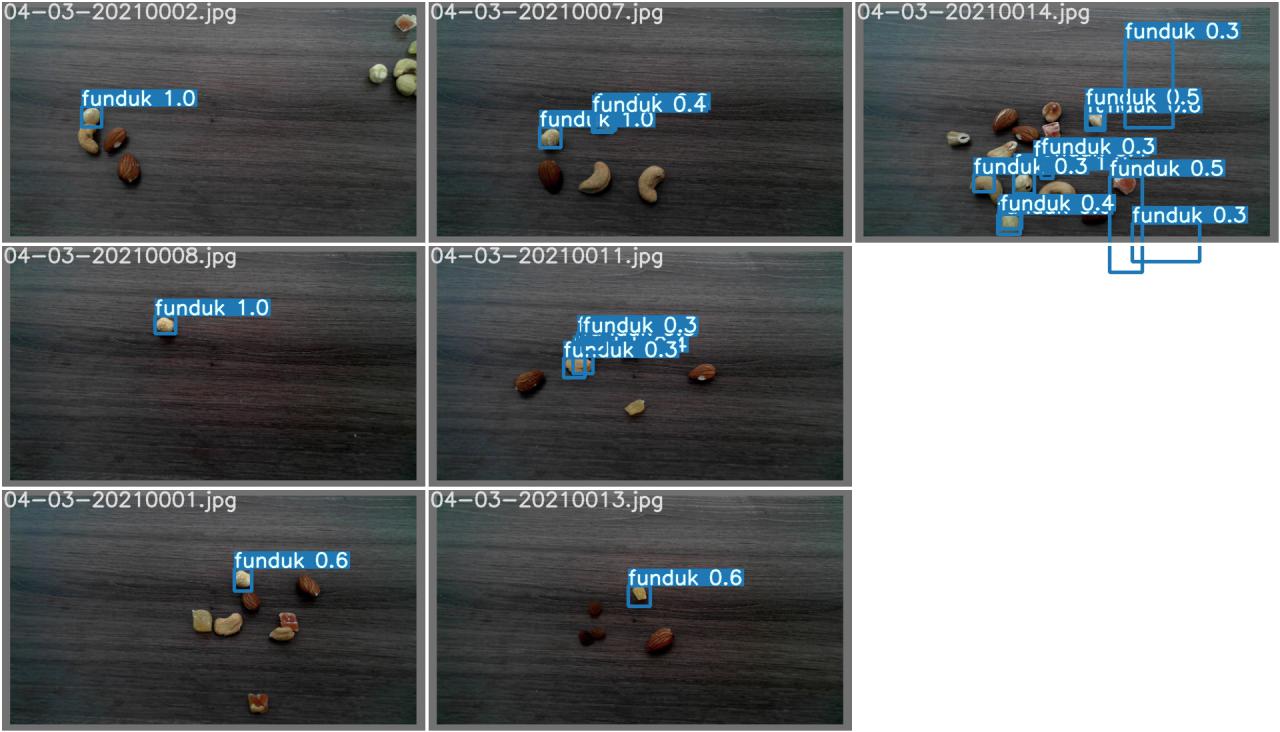 04-03-20210002.jpg
funduk 1.0
04-03-20210007.jpg
funduk 0.4
funduk 1.0
04-03-20210014.jpg
funduk 0.3
funduk 0.5
funduk 0.3
funduk 0.3
funduk 0.5
funduk 0.4
funduk 0.3
04-03-20210008.jpg
funduk 1.0
04-03-20210011.jpg
funduk 0.3
funduk 0.3
04-03-20210001.jpg
funduk 0.6
04-03-20210013.jpg
funduk 0.6